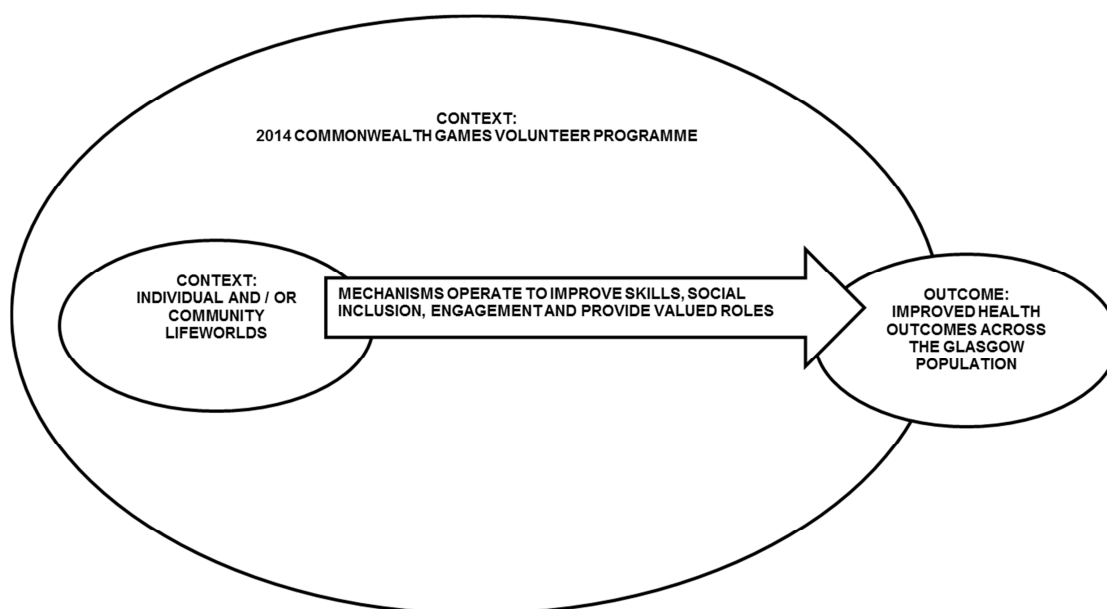 CONTEXT:
2014 COMMONWEALTH GAMES VOLUNTEER PROGRAMME
CONTEXT:
INDIVIDUAL AND / OR
COMMUNITY
LIFEWORLDS
MECHANISMS OPERATE TO IMPROVE SKILLS, SOCIAL
INCLUSION, ENGAGEMENT AND PROVIDE VALUED ROLES
OUTCOME:
IMPROVED HEALTH
OUTCOMES ACROSS
THE GLASGOW
POPULATION